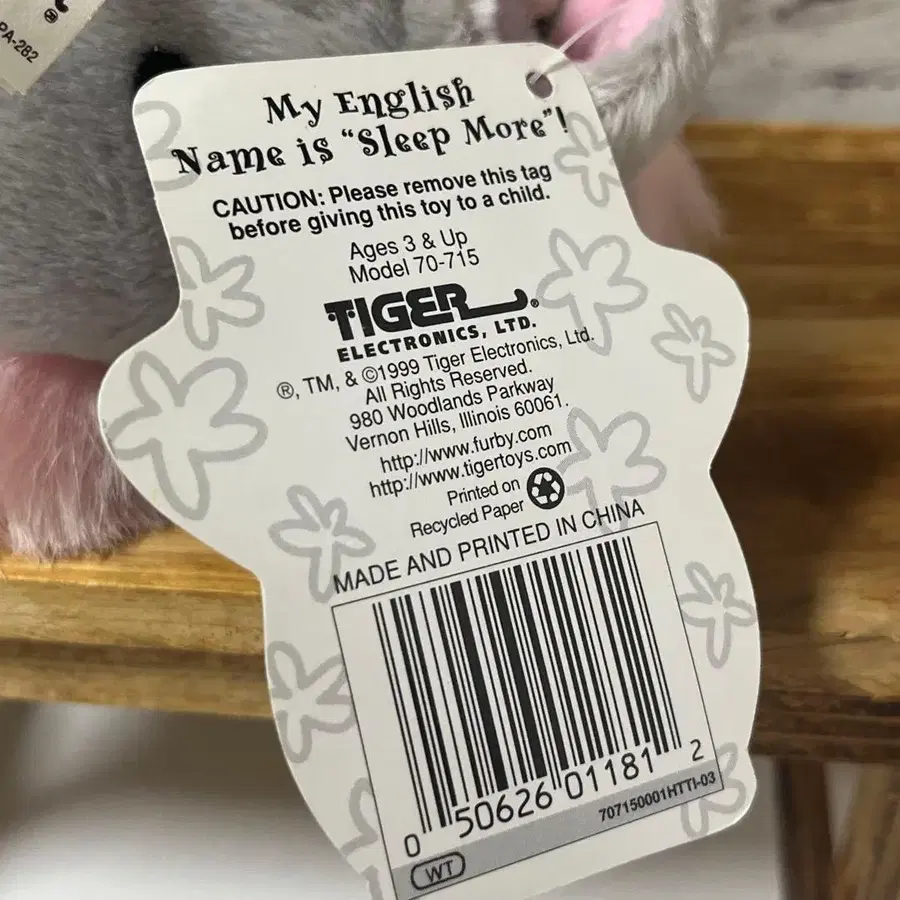 ®
PA-282
My English
Name is "Sleep More"!
CAUTION: Please remove this tag
before giving this toy to a child.
Ages 3 & Up
Model 70-715
TIGER®
ELECTRONICS, LTD.
®, TM, & ©1999 Tiger Electronics, Ltd.
All Rights Reserved.
980 Woodlands Parkway
Vernon Hills, Illinois 60061.
http://www.furby.com
http://www.tigertoys.com
Printed on
Recycled Paper
MADE AND PRINTED IN CHINA
0 50626 01181 2
707150001HTTI-03
WT